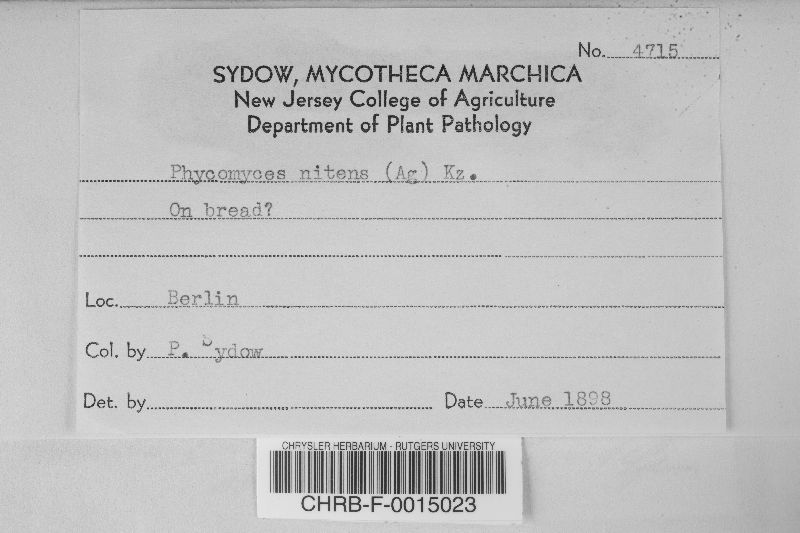 No. 4715
SYDOW, MYCOTHECA MARCHICA
New Jersey College of Agriculture
Department of Plant Pathology
Phycomyces nitens (Ag) Kz.
On bread?
Loc. Berlin
Col. by P. Sydow
Det. by
Date June 1898
CHRYSLER HERBARIUM - RUTGERS UNIVERSITY
CHRB-F-0015023